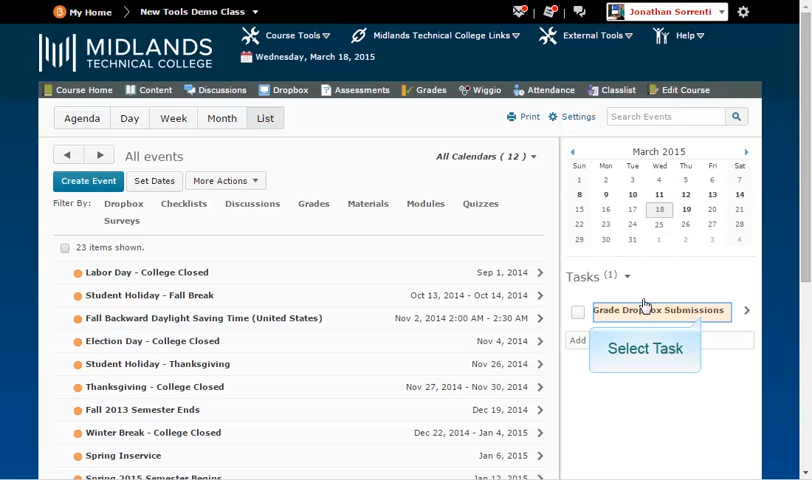 My Home New Tools Demo Class Jonathan Sorrenti
MIDLANDS
TECHNICAL COLLEGE
Course Tools Midlands Technical College Links External Tools Help
Wednesday, March 18, 2015
Course Home Content Discussions Dropbox Assessments Grades Wiggio Attendance Classlist Edit Course
Agenda Day Week Month List Print Settings Search Events
All events All Calendars ( 12 )
Create Event Set Dates More Actions
Filter By: Dropbox Checklists Discussions Grades Materials Modules Quizzes
Surveys
23 items shown.
Labor Day - College Closed Sep 1, 2014
Student Holiday - Fall Break Oct 13, 2014 - Oct 14, 2014
Fall Backward Daylight Saving Time (United States) Nov 2, 2014 2:00 AM - 2:30 AM
Election Day - College Closed Nov 4, 2014
Student Holiday - Thanksgiving Nov 26, 2014
Thanksgiving - College Closed Nov 27, 2014 - Nov 30, 2014
Fall 2013 Semester Ends Dec 19, 2014
Winter Break - College Closed Dec 22, 2014 - Jan 4, 2015
Spring Inservice Jan 6, 2015
Spring 2015 Semester Begins Jan 12, 2015
March 2015
Sun Mon Tue Wed Thu Fri Sat
1 2 3 4 5 6 7
8 9 10 11 12 13 14
15 16 17 18 19 20 21
22 23 24 25 26 27 28
29 30 31 1 2 3 4
Tasks (1)
Grade Dropbox Submissions
Add
Select Task